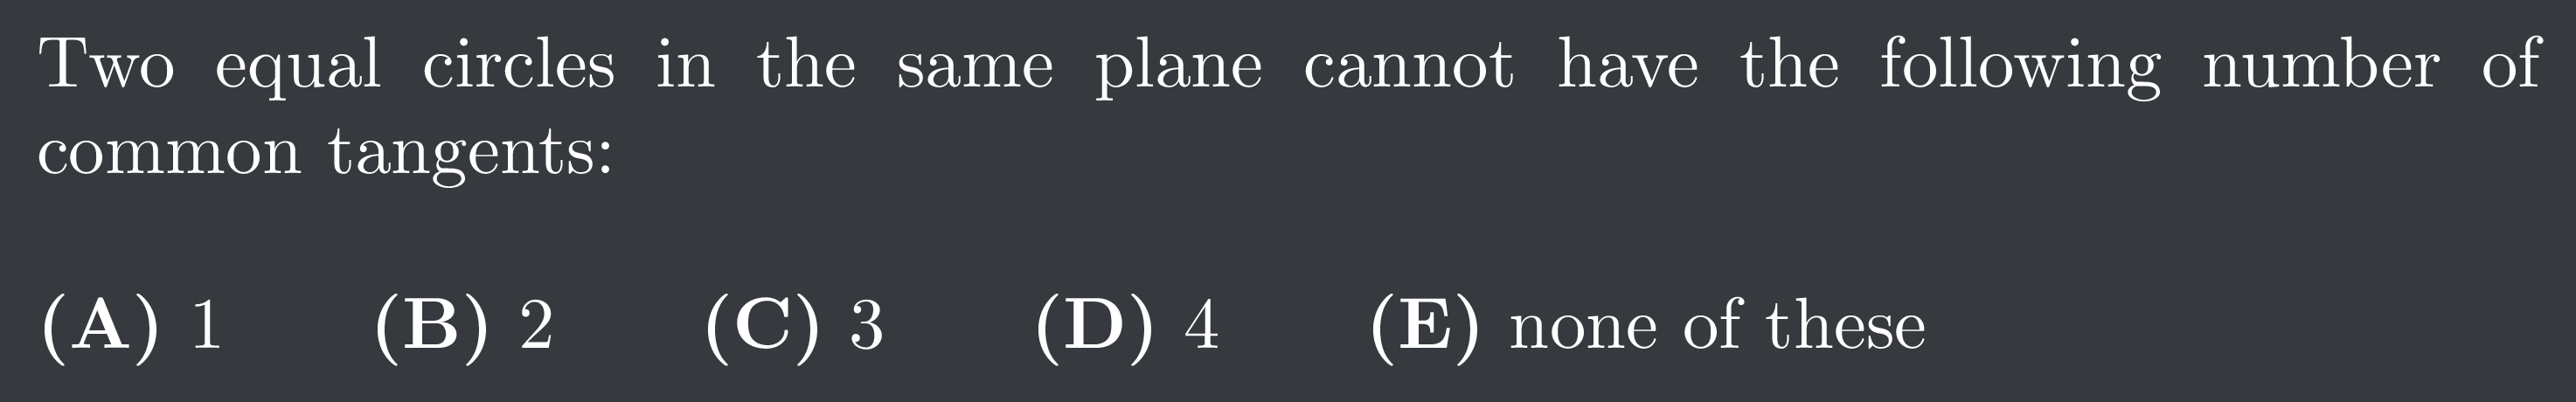 Two equal circles in the same plane cannot have the following number of
common tangents:
(A) 1 (B) 2 (C) 3 (D) 4 (E) none of these